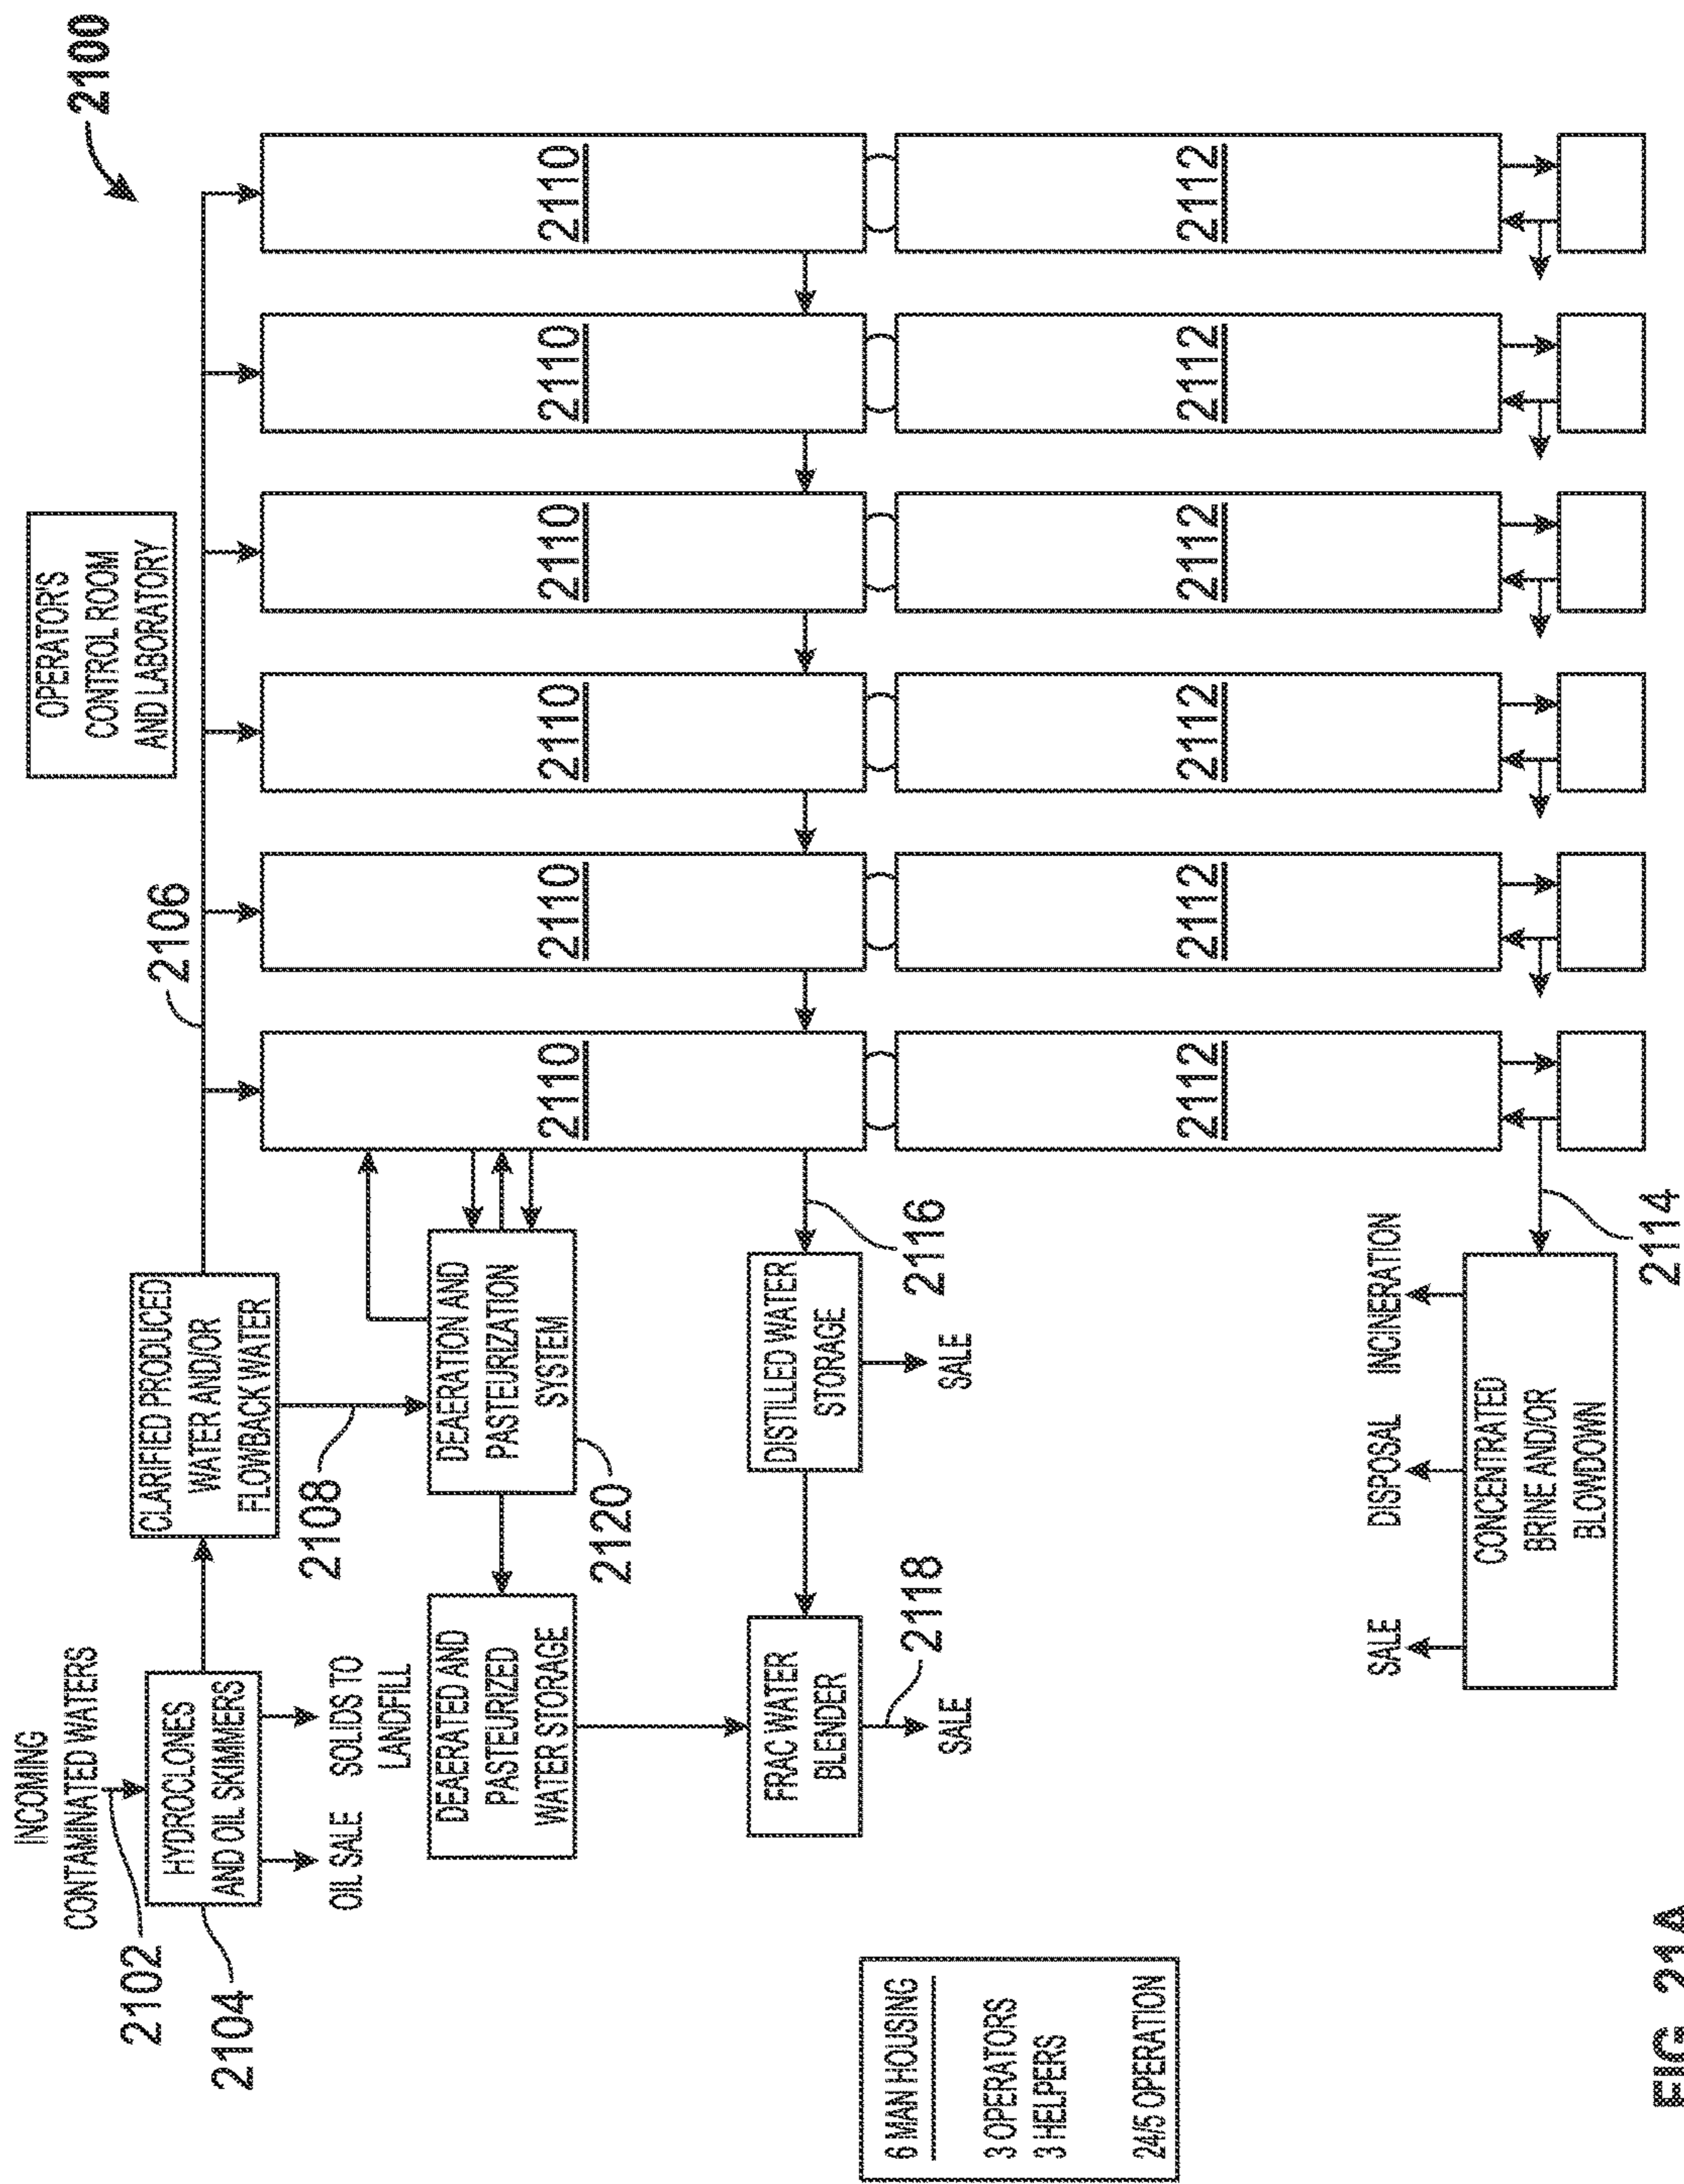 2100
INCOMING
CONTAMINATED WATERS
2102
HYDROCLONES
AND OIL SKIMMERS
2104
OIL SALE
SOLIDS TO
LANDFILL
CLARIFIED PRODUCED
WATER AND/OR
FLOWBACK WATER
2106
2108
OPERATOR'S
CONTROL ROOM
AND LABORATORY
DEAERATED AND
PASTEURIZED
WATER STORAGE
DEAERATION AND
PASTEURIZATION
SYSTEM
2120
2110
2110
2110
2110
2110
2110
FRAC WATER
BLENDER
2118
SALE
DISTILLED WATER
STORAGE
2116
SALE
2112
2112
2112
2112
2112
2112
SALE
DISPOSAL
INCINERATION
CONCENTRATED
BRINE AND/OR
BLOWDOWN
2114
6 MAN HOUSING
3 OPERATORS
3 HELPERS
24/5 OPERATION
FIG. 21A